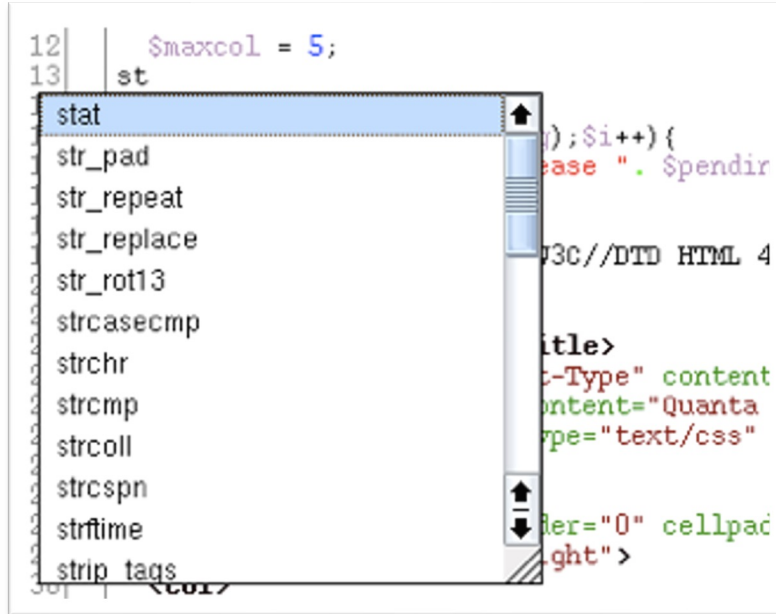 12 $maxcol = 5;
13 st
stat
str_pad
);$i++){
str_repeat
ease ". $pendir
str_replace
W3C//DTD HTML 4
str_rot13
strcasecmp
itle>
strchr
t-Type" content
strcmp
ontent="Quanta
strcoll
ype="text/css"
strcspn
strftime
der="0" cellpad
strip_tags
ght">
<col>